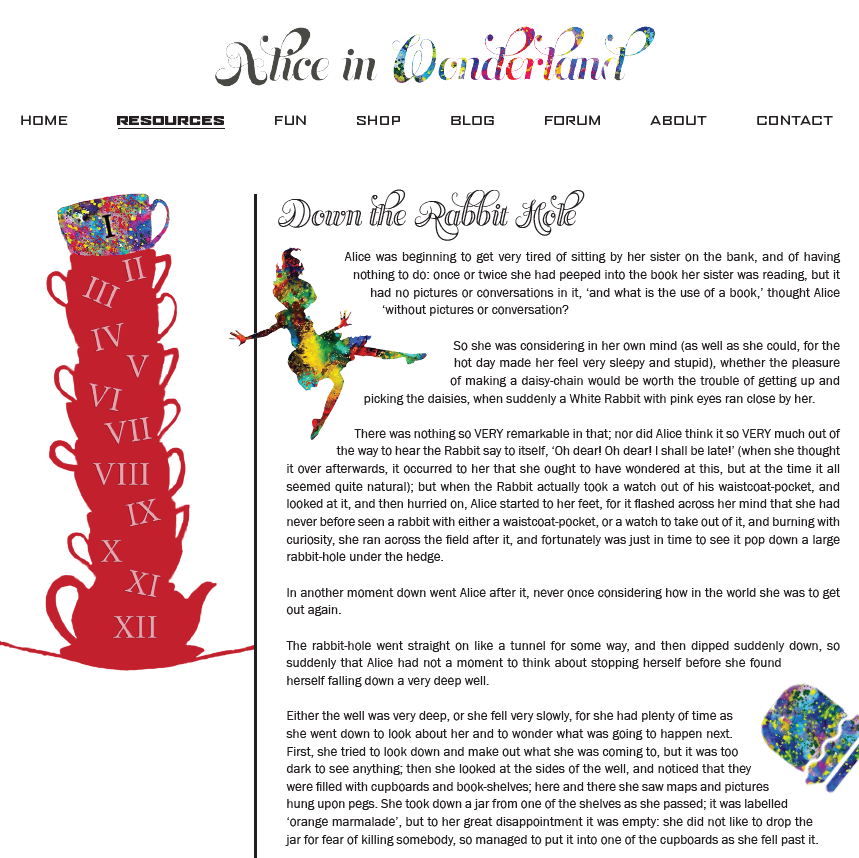 Alice in Wonderland
HOME RESOURCES FUN SHOP BLOG FORUM ABOUT CONTACT
I
II
III
IV
V
VI
VII
VIII
IX
X
XI
XII
Down the Rabbit Hole
Alice was beginning to get very tired of sitting by her sister on the bank, and of having
nothing to do: once or twice she had peeped into the book her sister was reading, but it
had no pictures or conversations in it, ‘and what is the use of a book,’ thought Alice
‘without pictures or conversation?
So she was considering in her own mind (as well as she could, for the
hot day made her feel very sleepy and stupid), whether the pleasure
of making a daisy-chain would be worth the trouble of getting up and
picking the daisies, when suddenly a White Rabbit with pink eyes ran close by her.
There was nothing so VERY remarkable in that; nor did Alice think it so VERY much out of
the way to hear the Rabbit say to itself, ‘Oh dear! Oh dear! I shall be late!’ (when she thought
it over afterwards, it occurred to her that she ought to have wondered at this, but at the time it all
seemed quite natural); but when the Rabbit actually took a watch out of his waistcoat-pocket, and
looked at it, and then hurried on, Alice started to her feet, for it flashed across her mind that she had
never before seen a rabbit with either a waistcoat-pocket, or a watch to take out of it, and burning with
curiosity, she ran across the field after it, and fortunately was just in time to see it pop down a large
rabbit-hole under the hedge.
In another moment down went Alice after it, never once considering how in the world she was to get
out again.
The rabbit-hole went straight on like a tunnel for some way, and then dipped suddenly down, so
suddenly that Alice had not a moment to think about stopping herself before she found
herself falling down a very deep well.
Either the well was very deep, or she fell very slowly, for she had plenty of time as
she went down to look about her and to wonder what was going to happen next.
First, she tried to look down and make out what she was coming to, but it was too
dark to see anything; then she looked at the sides of the well, and noticed that they
were filled with cupboards and book-shelves; here and there she saw maps and pictures
hung upon pegs. She took down a jar from one of the shelves as she passed; it was labelled
‘orange marmalade’, but to her great disappointment it was empty: she did not like to drop the
jar for fear of killing somebody, so managed to put it into one of the cupboards as she fell past it.